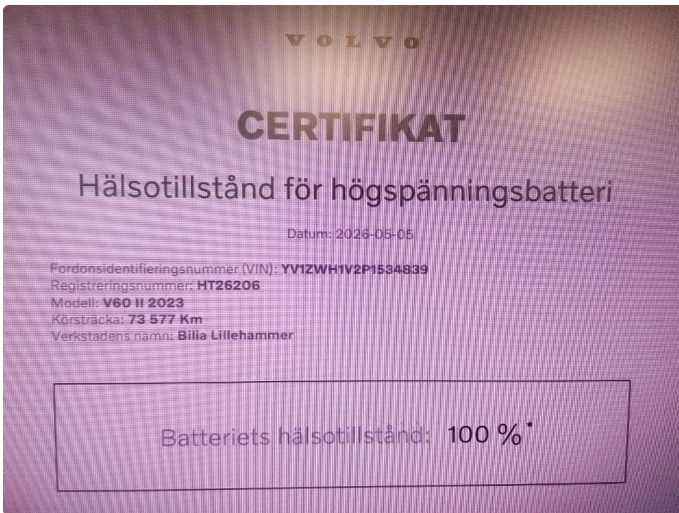 VOLVO
CERTIFIKAT
Hälsotillstånd för högspänningsbatteri
Datum: 2026-05-05
Fordonsidentifieringsnummer (VIN): YV1ZWH1V2P1534839
Registreringsnummer: HT26206
Modell: V60 II 2023
Körsträcka: 73 577 Km
Verkstadens namn: Bilia Lillehammer
Batteriets hälsotillstånd: 100 %*